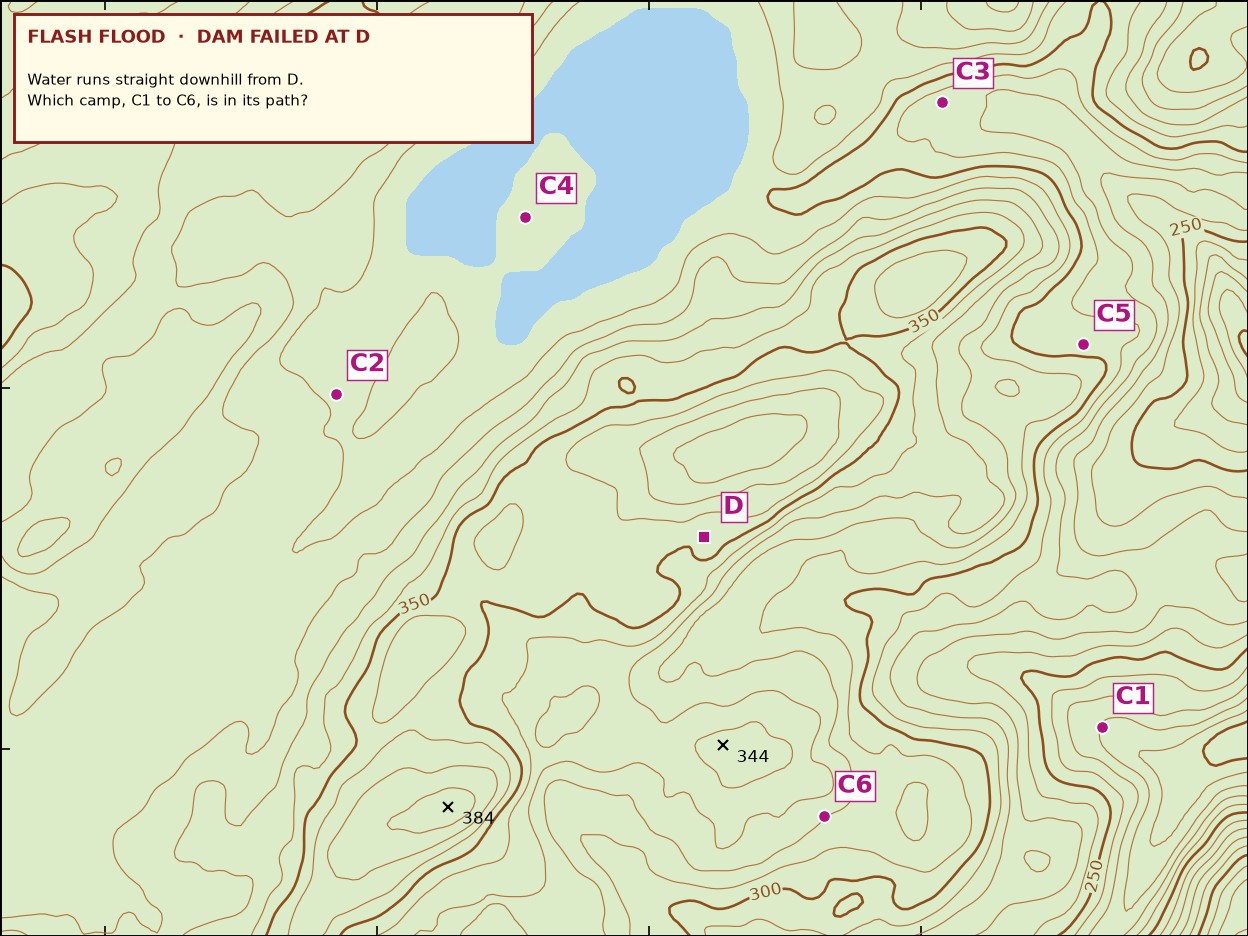 FLASH FLOOD · DAM FAILED AT D
Water runs straight downhill from D.
Which camp, C1 to C6, is in its path?
C3
C4
250
C5
350
C2
D
350
C1
344
C6
384
250
300